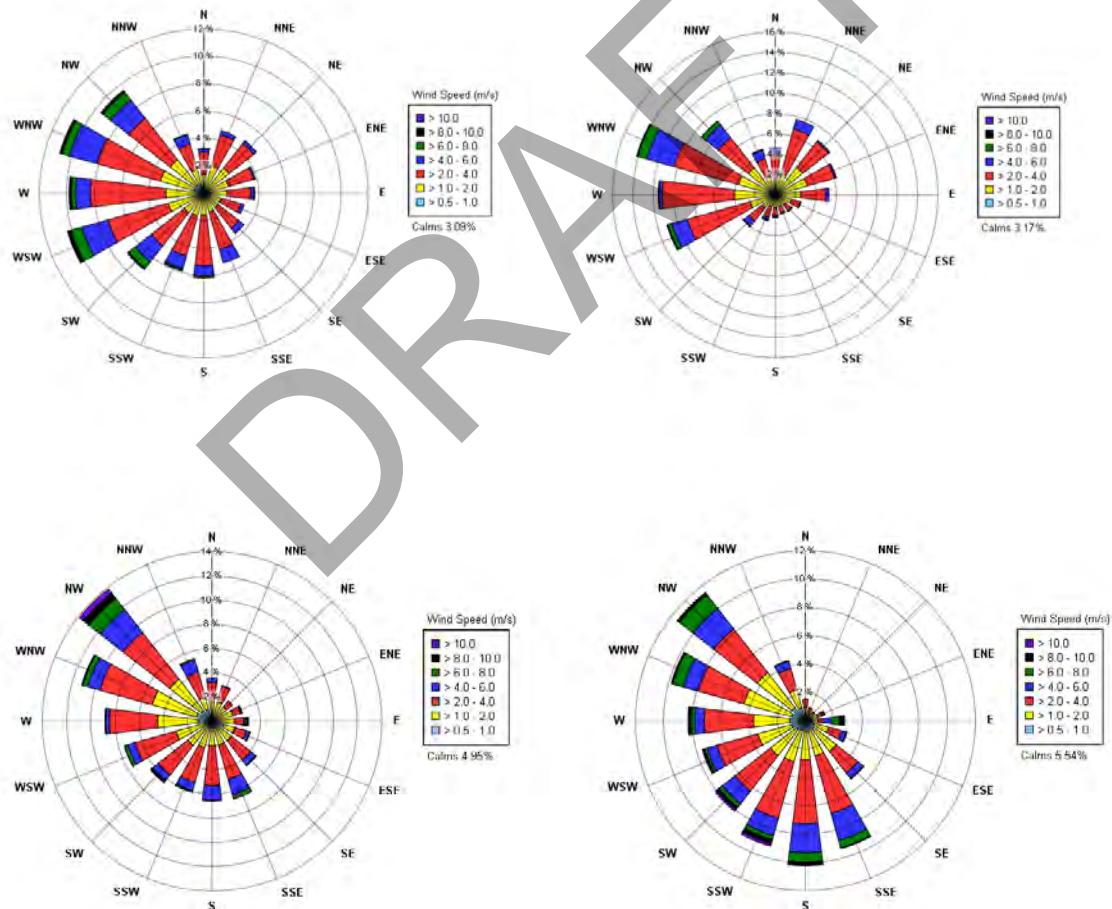 N
12%
NNW NNE
10%
NW NE
8%
6%
WNW ENE
4%
2%
W E
WSW ESE
SW SE
SSW SSE
S
Wind Speed (m/s)
> 10.0
> 8.0 - 10.0
> 6.0 - 8.0
> 4.0 - 6.0
> 2.0 - 4.0
> 1.0 - 2.0
> 0.5 - 1.0
Calms 3.09%
N
16%
NNW NNE
14%
12%
NW NE
10%
8%
WNW ENE
6%
4%
W E
WSW ESE
SW SE
SSW SSE
S
Wind Speed (m/s)
> 10.0
> 8.0 - 10.0
> 6.0 - 8.0
> 4.0 - 6.0
> 2.0 - 4.0
> 1.0 - 2.0
> 0.5 - 1.0
Calms 3.17%
DRAF
N
14%
NNW NNE
12%
NW NE
10%
8%
6%
WNW ENE
4%
2%
W E
WSW ESE
SW SE
SSW SSE
S
Wind Speed (m/s)
> 10.0
> 8.0 - 10.0
> 6.0 - 8.0
> 4.0 - 6.0
> 2.0 - 4.0
> 1.0 - 2.0
> 0.5 - 1.0
Calms 4.95%
N
12%
NNW NNE
10%
NW NE
8%
6%
WNW ENE
4%
2%
W E
WSW ESE
SW SE
SSW SSE
S
Wind Speed (m/s)
> 10.0
> 8.0 - 10.0
> 6.0 - 8.0
> 4.0 - 6.0
> 2.0 - 4.0
> 1.0 - 2.0
> 0.5 - 1.0
Calms 5.54%